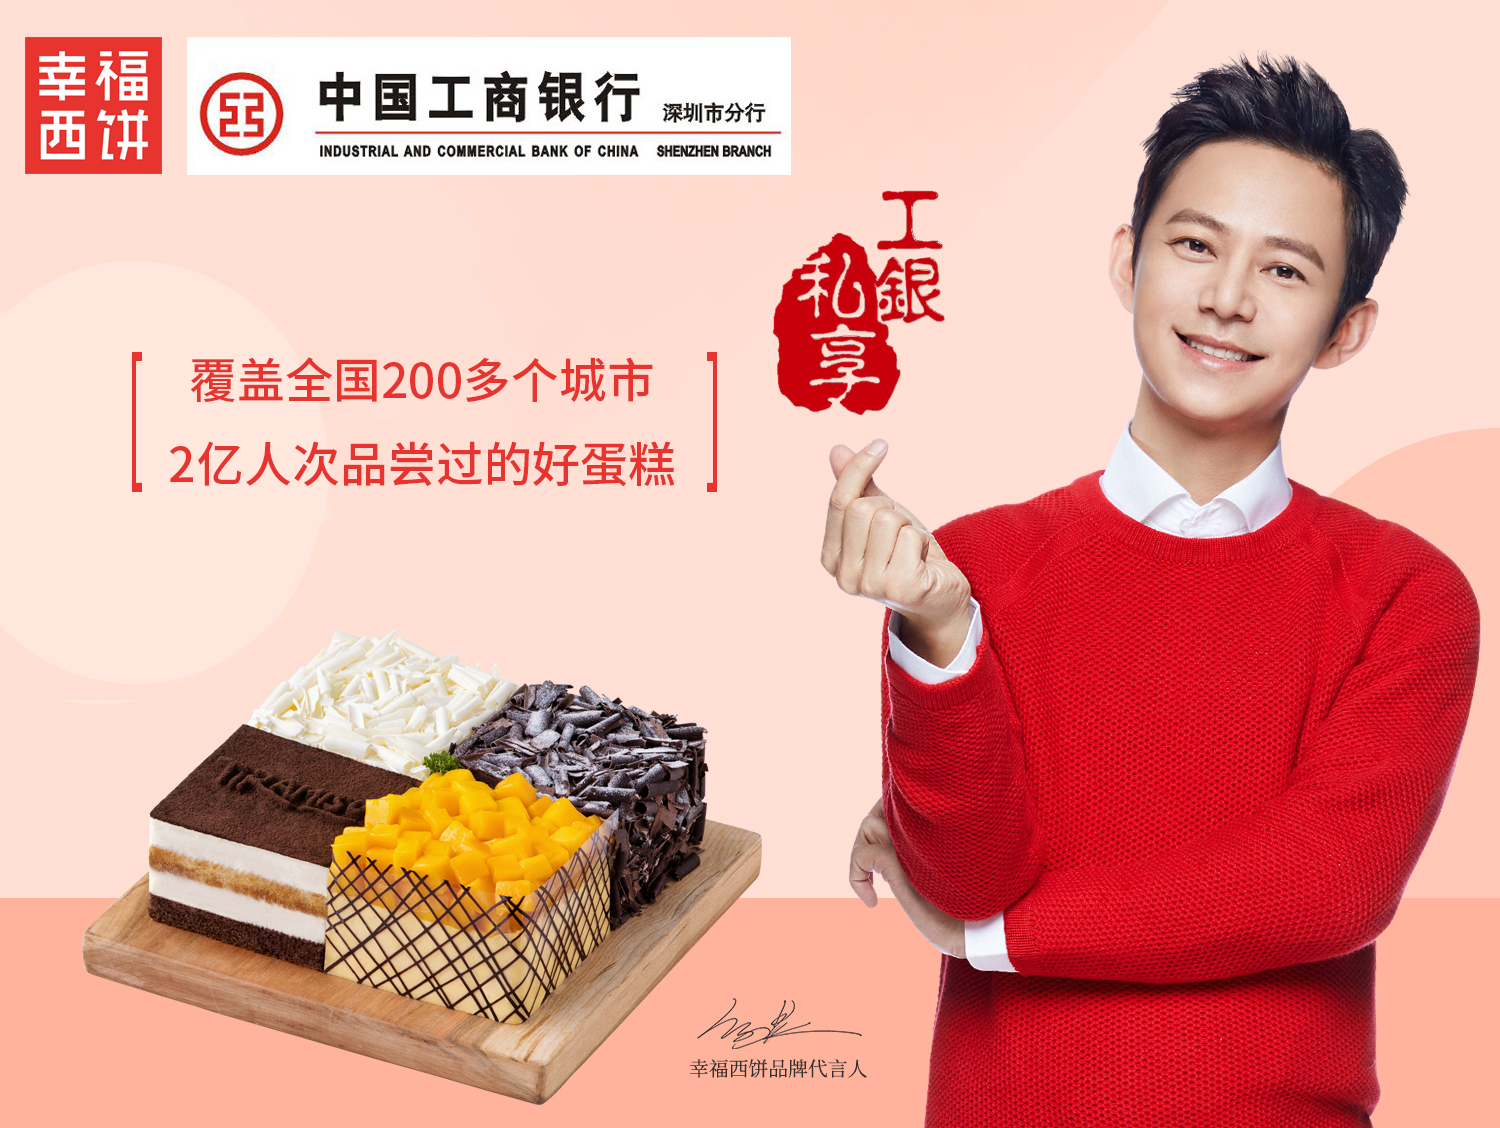 幸福
西饼
中国工商银行 深圳市分行
INDUSTRIAL AND COMMERCIAL BANK OF CHINA SHENZHEN BRANCH
工銀
私享
覆盖全国200多个城市
2亿人次品尝过的好蛋糕
幸福西饼品牌代言人